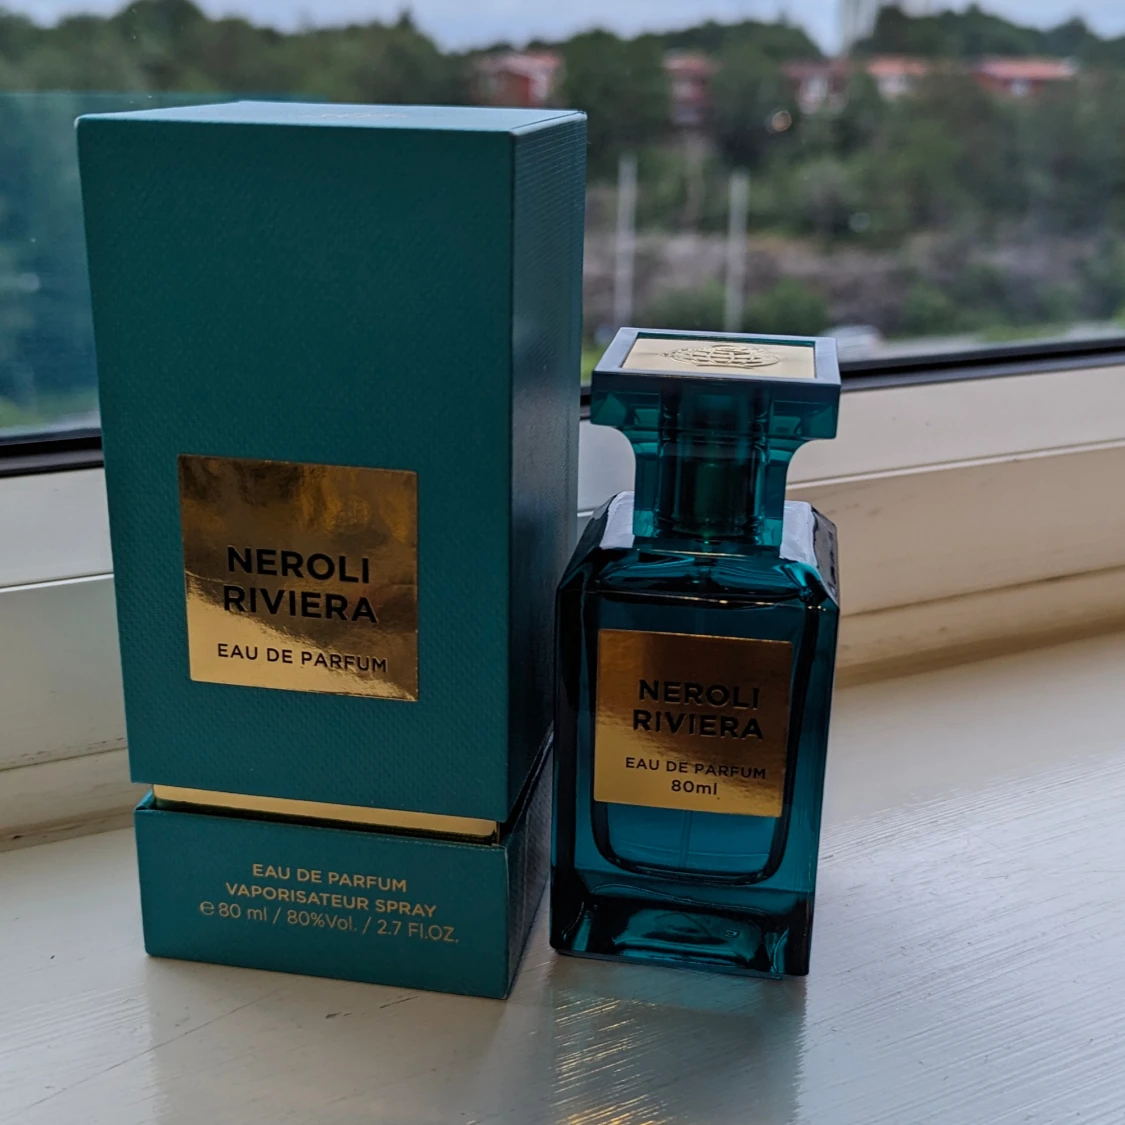 NEROLI
RIVIERA
EAU DE PARFUM
EAU DE PARFUM
VAPORISATEUR SPRAY
℮ 80 ml / 80%Vol. / 2.7 Fl.OZ.
NEROLI
RIVIERA
EAU DE PARFUM
80ml